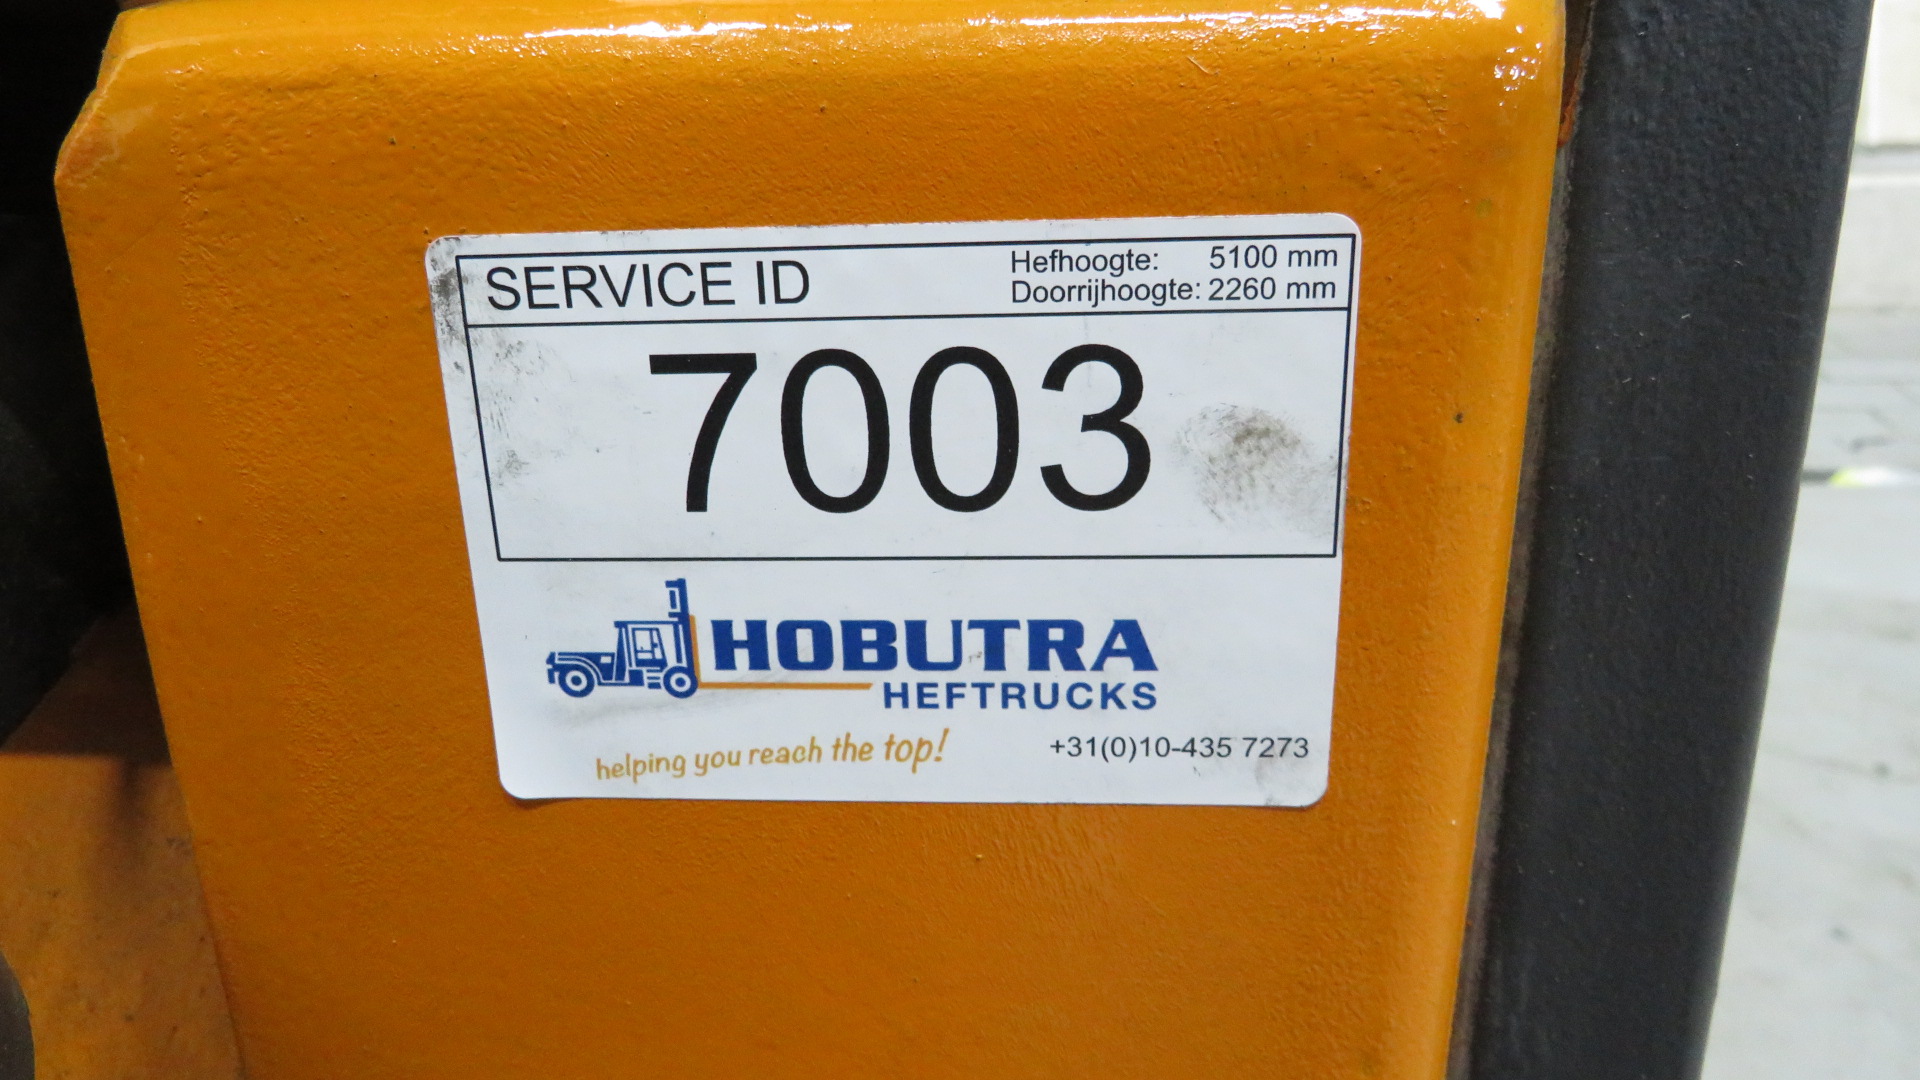 SERVICE ID
Hefhoogte: 5100 mm
Doorrijhoogte: 2260 mm
7003
HOBUTRA
HEFTRUCKS
helping you reach the top!
+31(0)10-435 7273